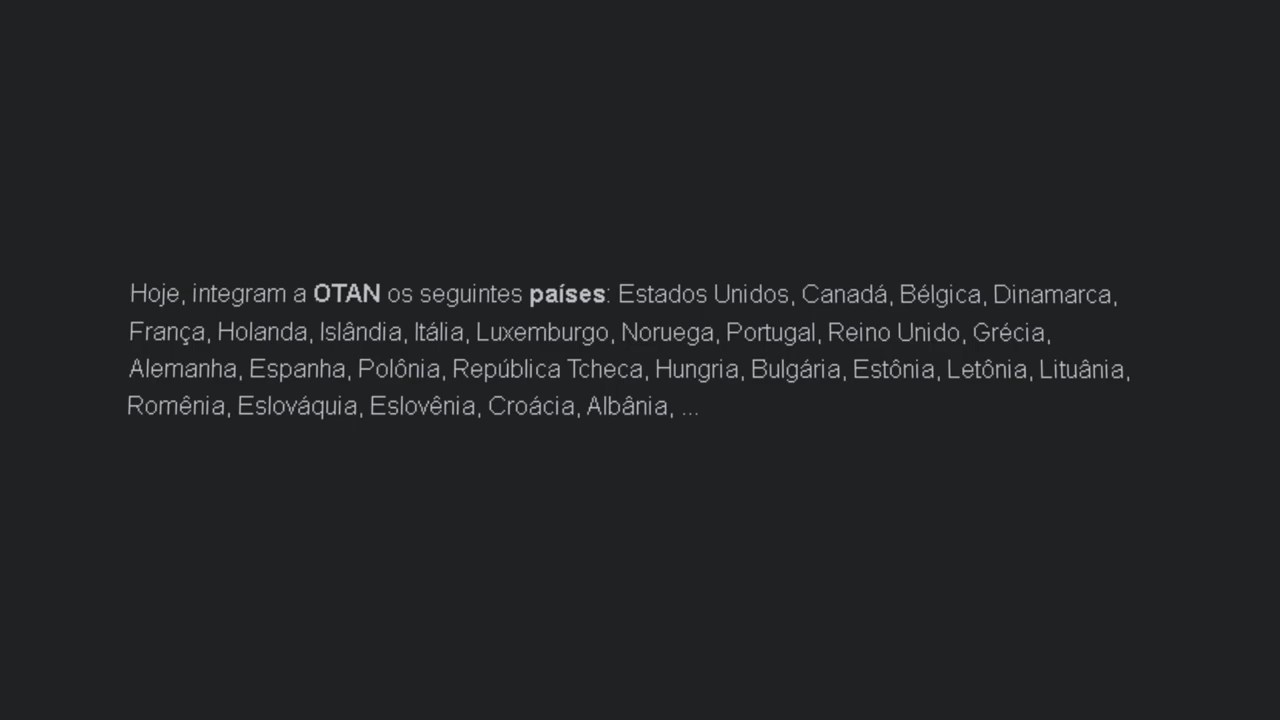 Hoje, integram a OTAN os seguintes países: Estados Unidos, Canadá, Bélgica, Dinamarca,
França, Holanda, Islândia, Itália, Luxemburgo, Noruega, Portugal, Reino Unido, Grécia,
Alemanha, Espanha, Polônia, República Tcheca, Hungria, Bulgária, Estônia, Letônia, Lituânia,
Romênia, Eslováquia, Eslovênia, Croácia, Albânia, ...